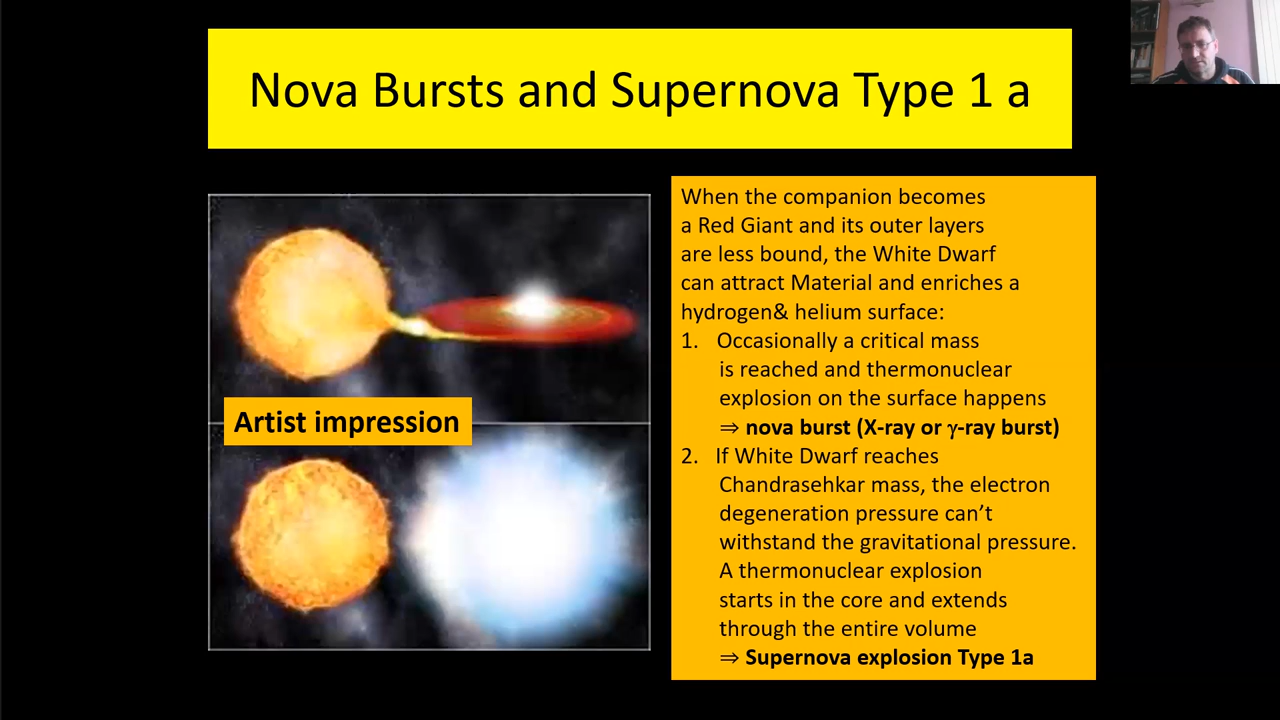 Nova Bursts and Supernova Type 1 a
Artist impression
When the companion becomes
a Red Giant and its outer layers
are less bound, the White Dwarf
can attract Material and enriches a
hydrogen& helium surface:
1. Occasionally a critical mass
is reached and thermonuclear
explosion on the surface happens
⇒ nova burst (X-ray or γ-ray burst)
2. If White Dwarf reaches
Chandrasehkar mass, the electron
degeneration pressure can’t
withstand the gravitational pressure.
A thermonuclear explosion
starts in the core and extends
through the entire volume
⇒ Supernova explosion Type 1a